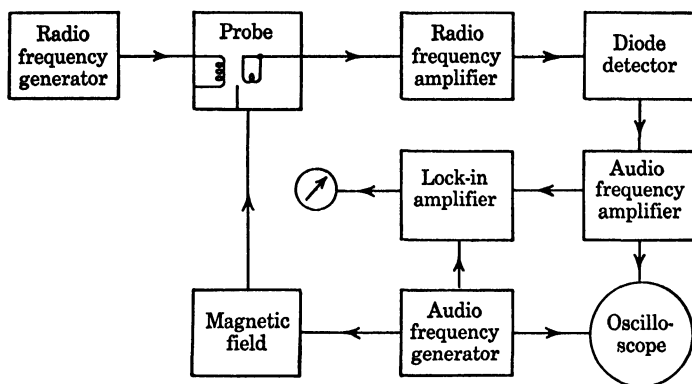 Radio
frequency
generator
Probe
Radio
frequency
amplifier
Diode
detector
Lock-in
amplifier
Audio
frequency
amplifier
Magnetic
field
Audio
frequency
generator
Oscillo-
scope